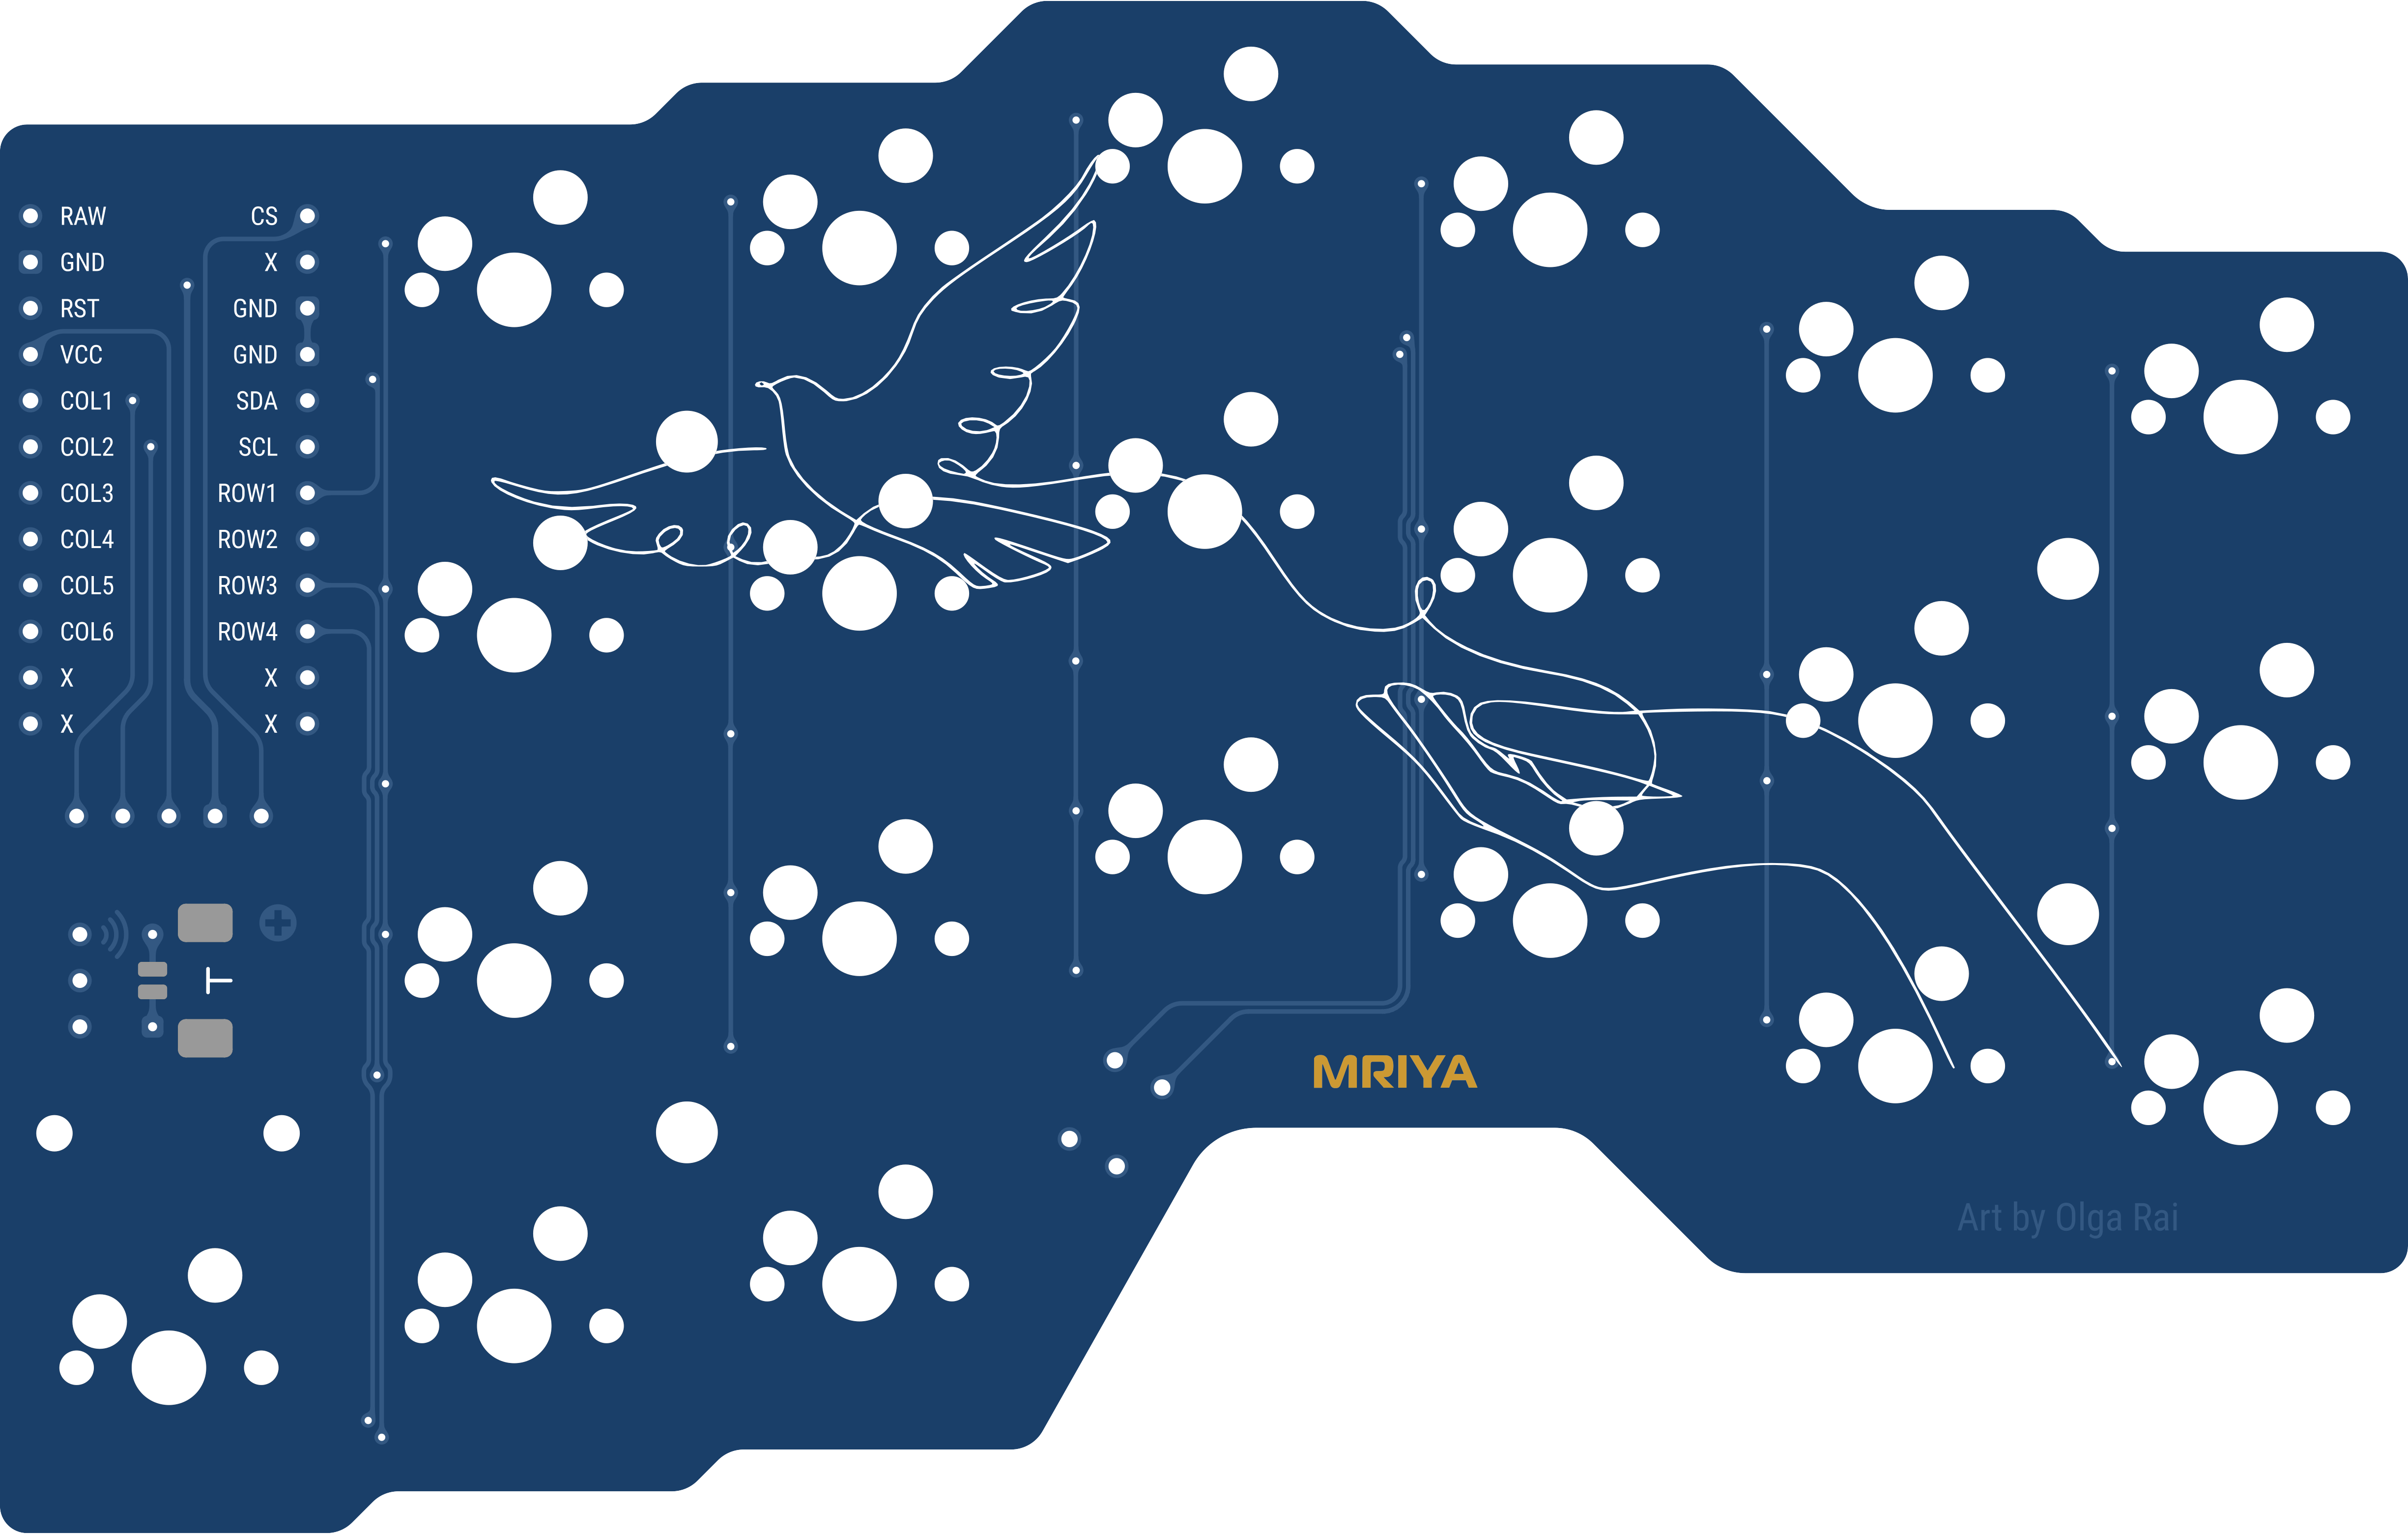 RAW CS
GND X
RST GND
VCC GND
COL1 SDA
COL2 SCL
COL3 ROW1
COL4 ROW2
COL5 ROW3
COL6 ROW4
X X
X X
MRIYA
Art by Olga Rai